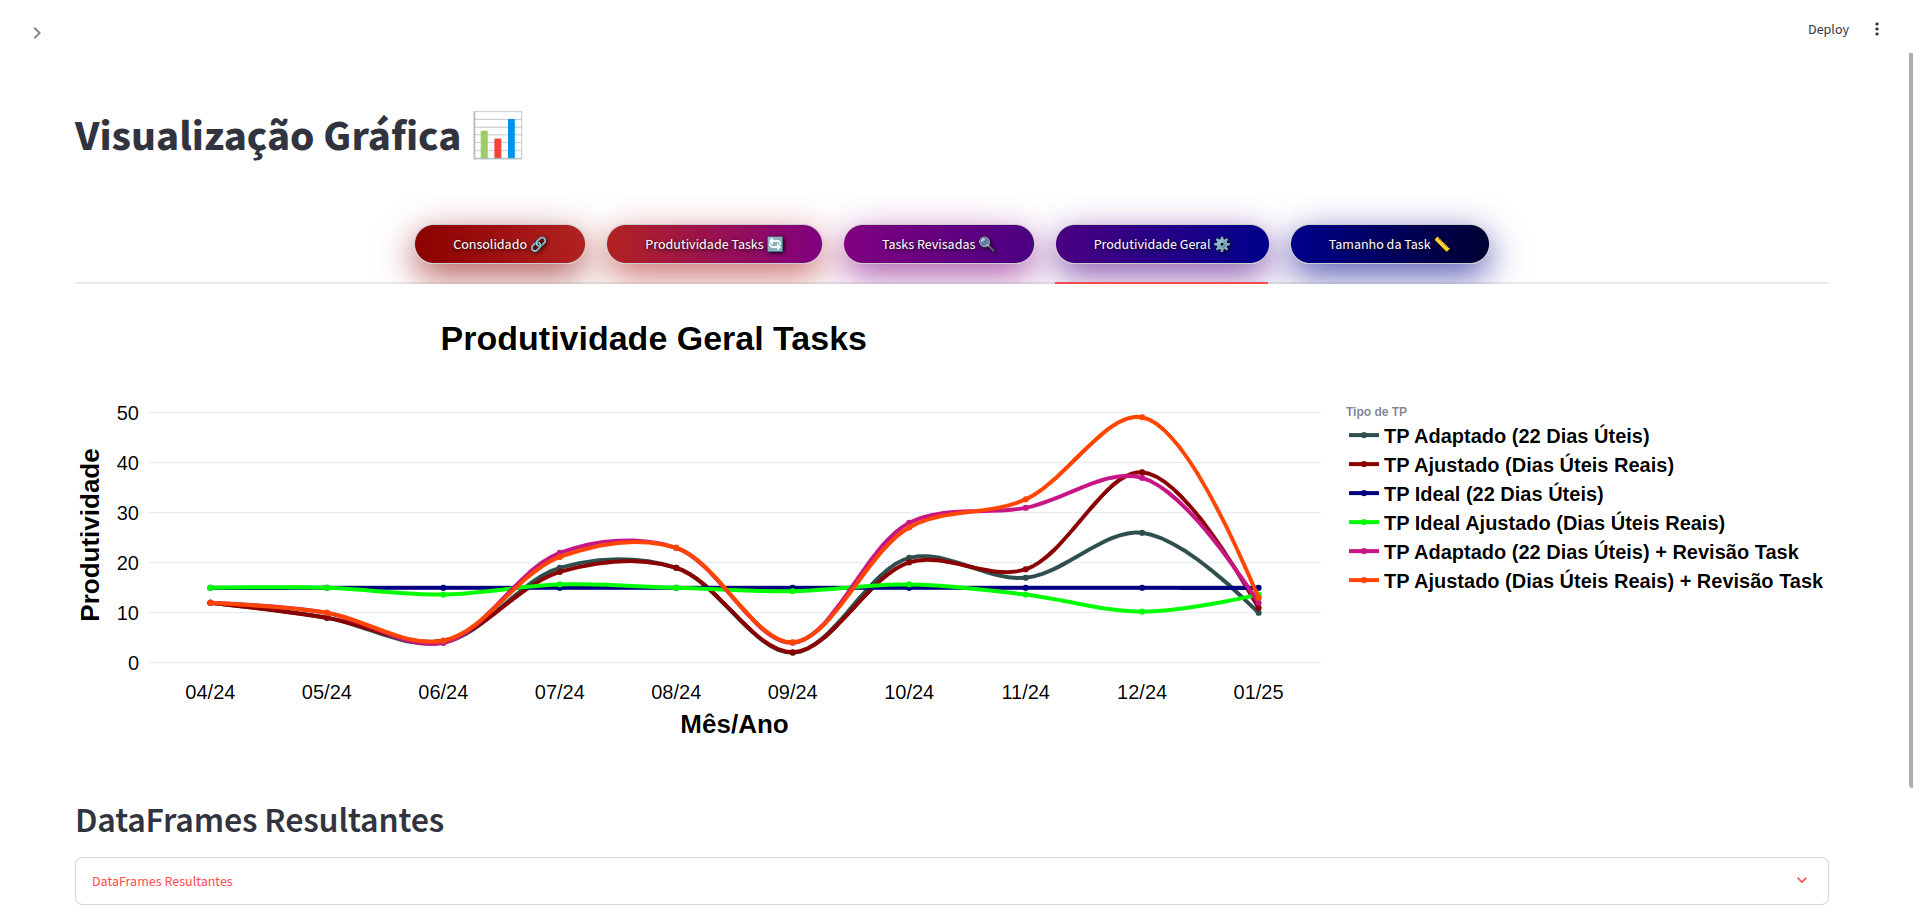 Deploy
Visualização Gráfica 📊
Consolidado 🔗
Produtividade Tasks 🔄
Tasks Revisadas 🔍
Produtividade Geral ⚙️
Tamanho da Task 📏
Produtividade Geral Tasks
Produtividade
50
40
30
20
10
0
04/24 05/24 06/24 07/24 08/24 09/24 10/24 11/24 12/24 01/25
Mês/Ano
Tipo de TP
TP Adaptado (22 Dias Úteis)
TP Ajustado (Dias Úteis Reais)
TP Ideal (22 Dias Úteis)
TP Ideal Ajustado (Dias Úteis Reais)
TP Adaptado (22 Dias Úteis) + Revisão Task
TP Ajustado (Dias Úteis Reais) + Revisão Task
DataFrames Resultantes
DataFrames Resultantes